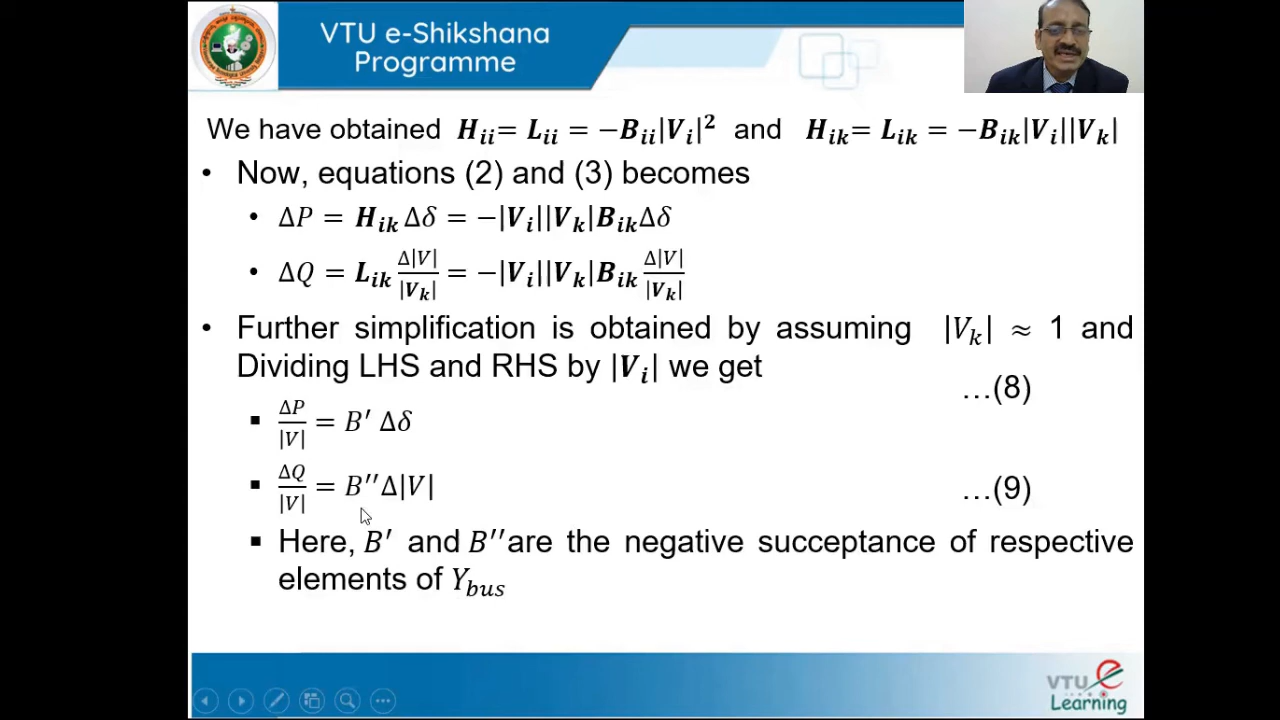 VTU e-Shikshana
Programme
We have obtained H_ii= L_ii = −B_ii|V_i|² and H_ik= L_ik = −B_ik|V_i||V_k|
• Now, equations (2) and (3) becomes
• ΔP = H_ik Δδ = −|V_i||V_k|B_ikΔδ
• ΔQ = L_ik Δ|V|/|V_k| = −|V_i||V_k|B_ik Δ|V|/|V_k|
• Further simplification is obtained by assuming |V_k| ≈ 1 and
Dividing LHS and RHS by |V_i| we get
…(8)
▪ ΔP/|V| = B′ Δδ
▪ ΔQ/|V| = B′′Δ|V|
…(9)
▪ Here, B′ and B′′are the negative succeptance of respective
elements of Y_bus
VTU e
Learning